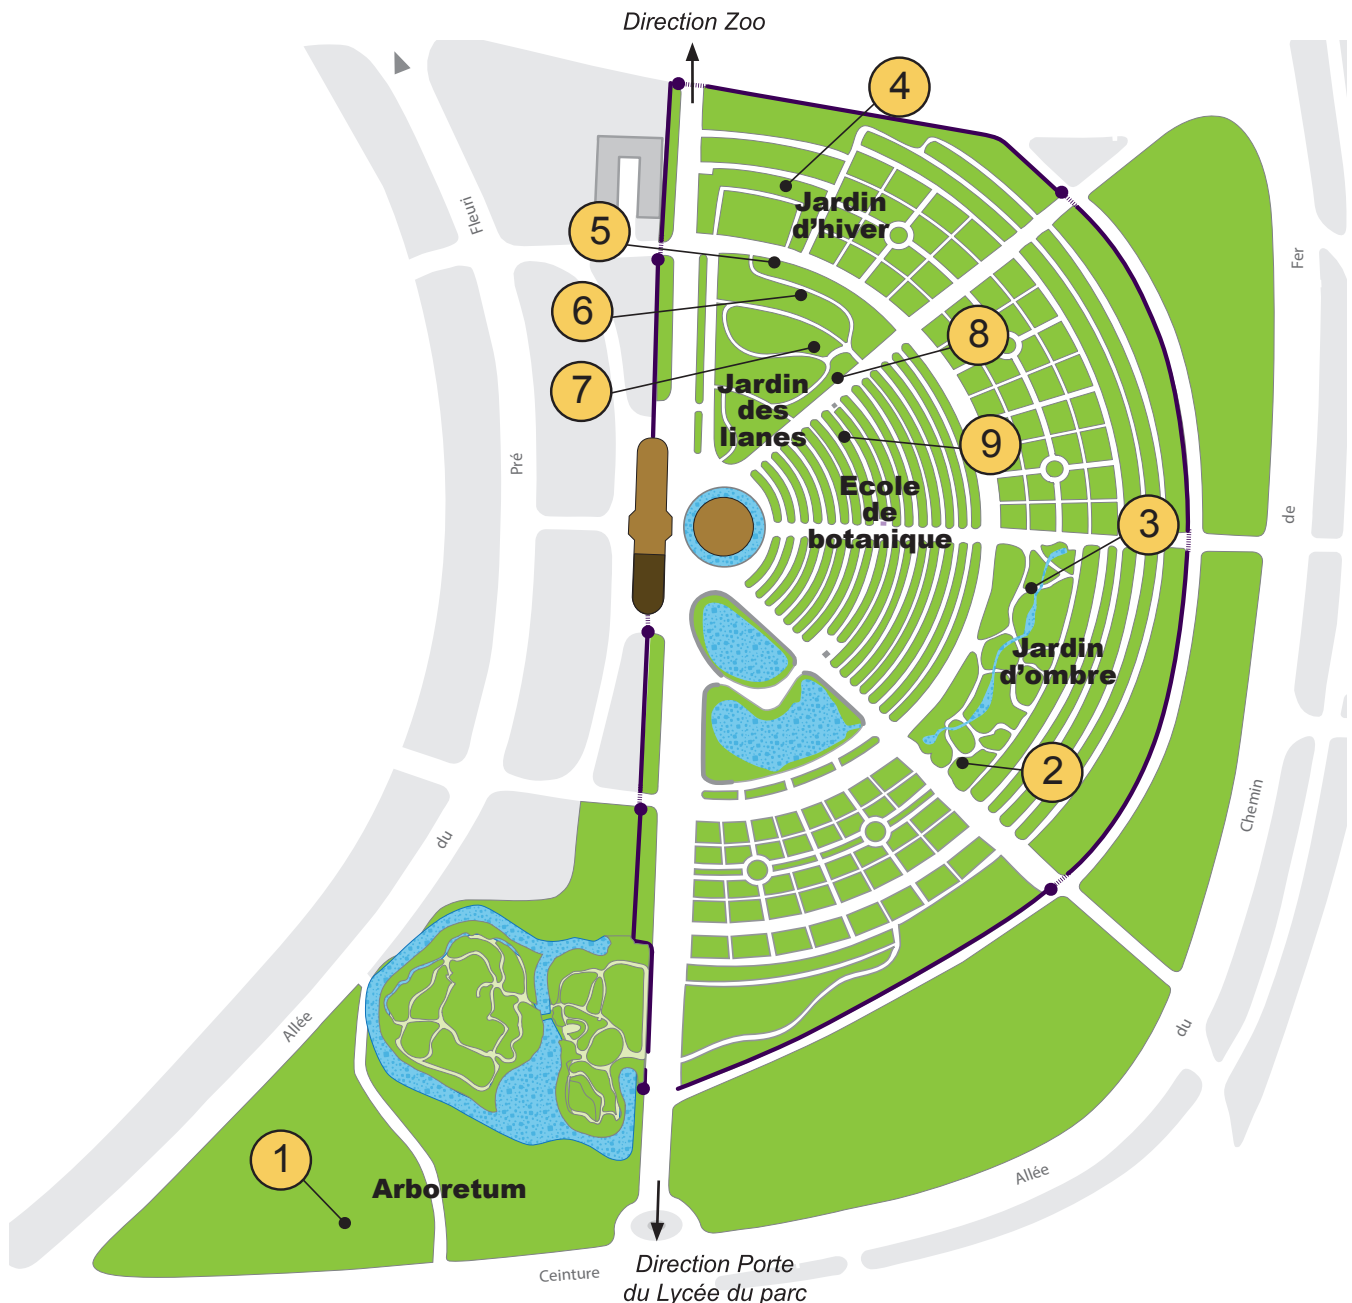 Direction Zoo
4
Fleuri
Jardin
d'hiver
5
Fer
6
8
7
Jardin
des
lianes
9
Pré
Ecole
de
botanique
3
de
Jardin
d'ombre
2
Chemin
du
Allée
du
1
Arboretum
Allée
Ceinture
Direction Porte
du Lycée du parc